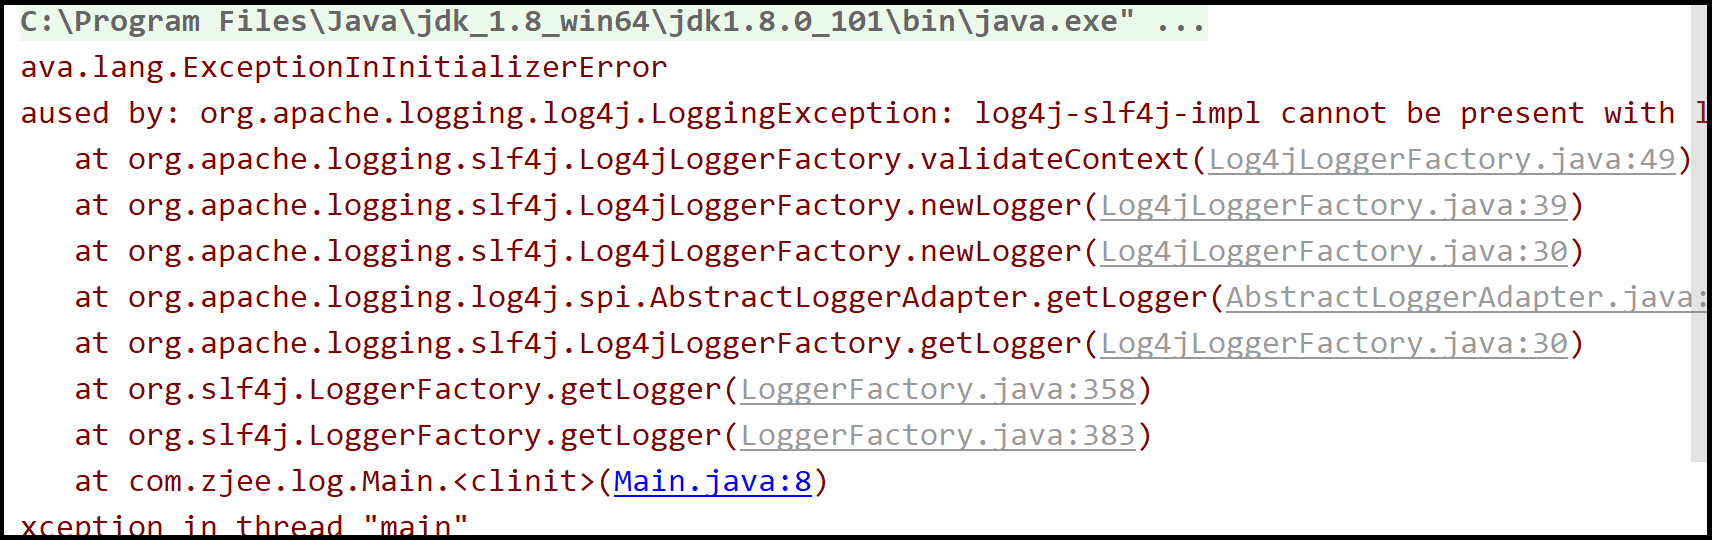 C:\Program Files\Java\jdk_1.8_win64\jdk1.8.0_101\bin\java.exe" ...
ava.lang.ExceptionInInitializerError
aused by: org.apache.logging.log4j.LoggingException: log4j-slf4j-impl cannot be present with l
at org.apache.logging.slf4j.Log4jLoggerFactory.validateContext(Log4jLoggerFactory.java:49)
at org.apache.logging.slf4j.Log4jLoggerFactory.newLogger(Log4jLoggerFactory.java:39)
at org.apache.logging.slf4j.Log4jLoggerFactory.newLogger(Log4jLoggerFactory.java:30)
at org.apache.logging.log4j.spi.AbstractLoggerAdapter.getLogger(AbstractLoggerAdapter.java:
at org.apache.logging.slf4j.Log4jLoggerFactory.getLogger(Log4jLoggerFactory.java:30)
at org.slf4j.LoggerFactory.getLogger(LoggerFactory.java:358)
at org.slf4j.LoggerFactory.getLogger(LoggerFactory.java:383)
at com.zjee.log.Main.<clinit>(Main.java:8)
xception in thread "main"